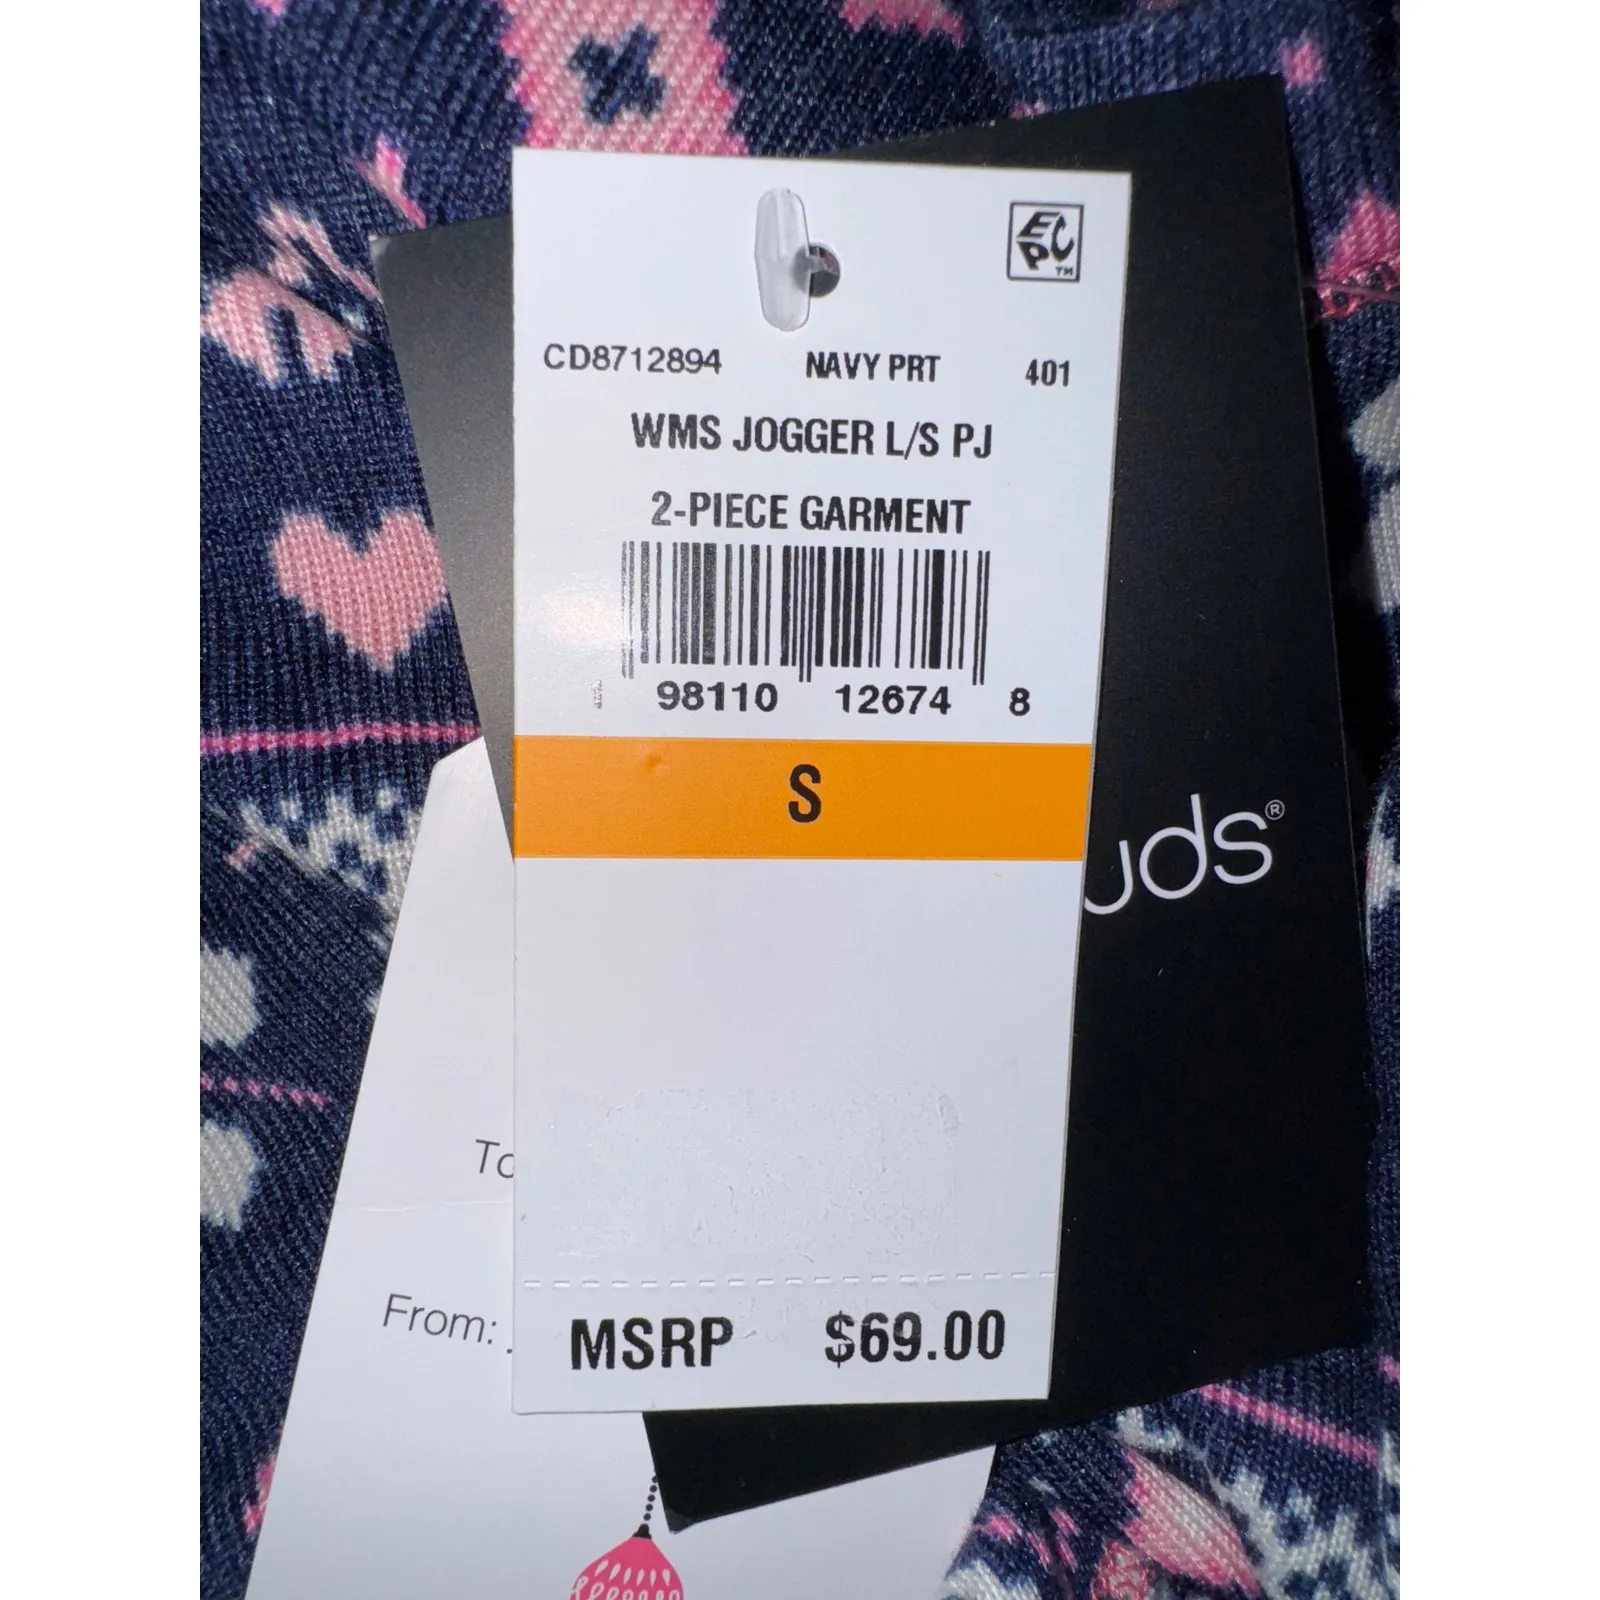 EPC™
CD8712894 NAVY PRT 401
WMS JOGGER L/S PJ
2-PIECE GARMENT
98110 12674 8
S
uds®
To
From:
MSRP $69.00